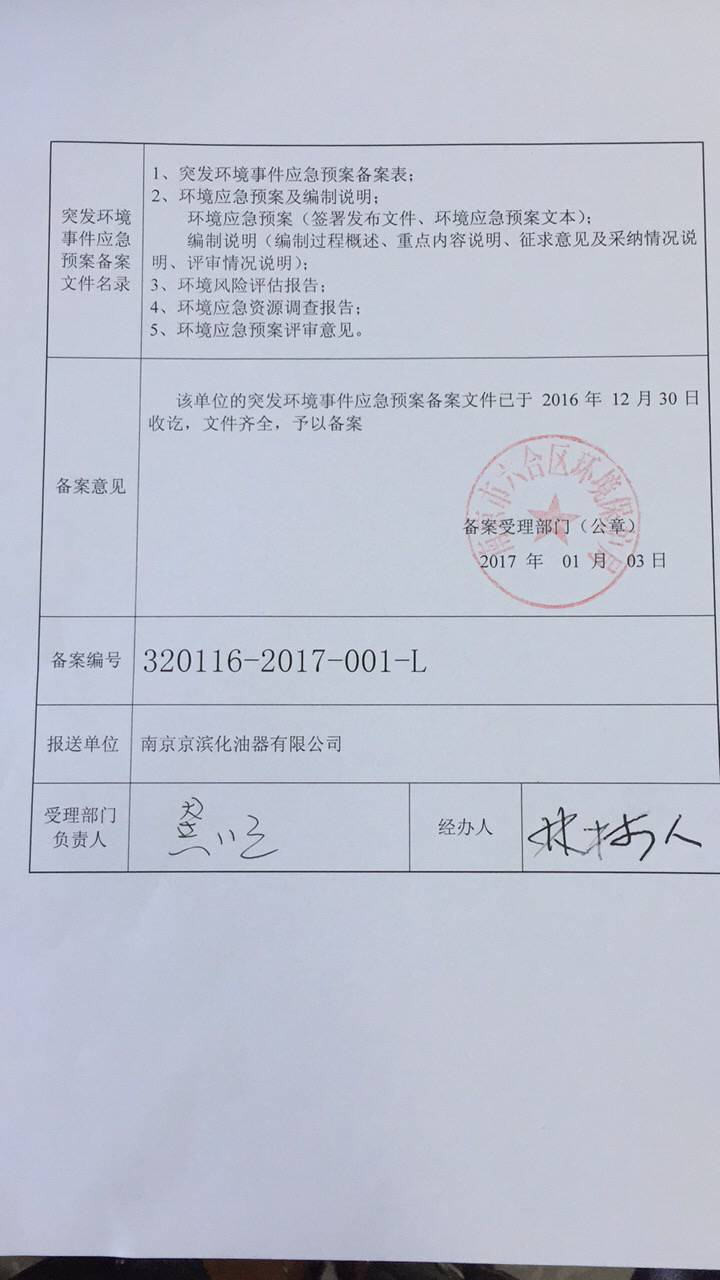 突发环境
事件应急
预案备案
文件名录
1、突发环境事件应急预案备案表；
2、环境应急预案及编制说明；
环境应急预案（签署发布文件、环境应急预案文本）；
编制说明（编制过程概述、重点内容说明、征求意见及采纳情况说
明、评审情况说明）；
3、环境风险评估报告；
4、环境应急资源调查报告；
5、环境应急预案评审意见。
备案意见
该单位的突发环境事件应急预案备案文件已于 2016 年 12 月 30 日
收讫，文件齐全，予以备案
南京市六合区环境保护局
备案受理部门（公章）
2017 年 01 月 03 日
备案编号
320116-2017-001-L
报送单位
南京京滨化油器有限公司
受理部门
负责人
经办人